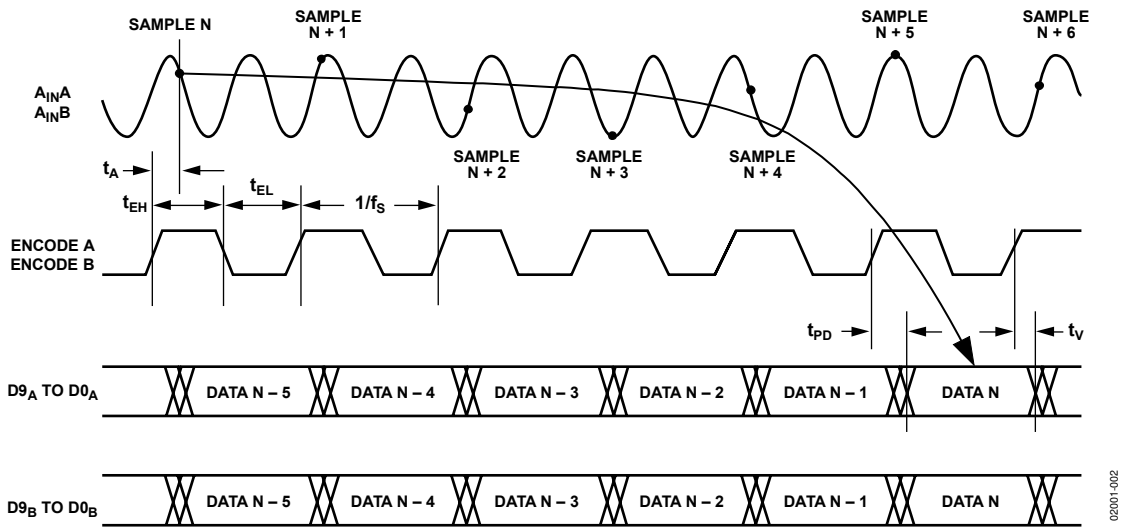 SAMPLE N
SAMPLE
N + 1
SAMPLE
N + 5
SAMPLE
N + 6
AINA
AINB
SAMPLE
N + 2
SAMPLE
N + 3
SAMPLE
N + 4
tA
tEH
tEL
1/fS
ENCODE A
ENCODE B
tPD
tV
D9A TO D0A
DATA N – 5
DATA N – 4
DATA N – 3
DATA N – 2
DATA N – 1
DATA N
D9B TO D0B
DATA N – 5
DATA N – 4
DATA N – 3
DATA N – 2
DATA N – 1
DATA N
02001-002